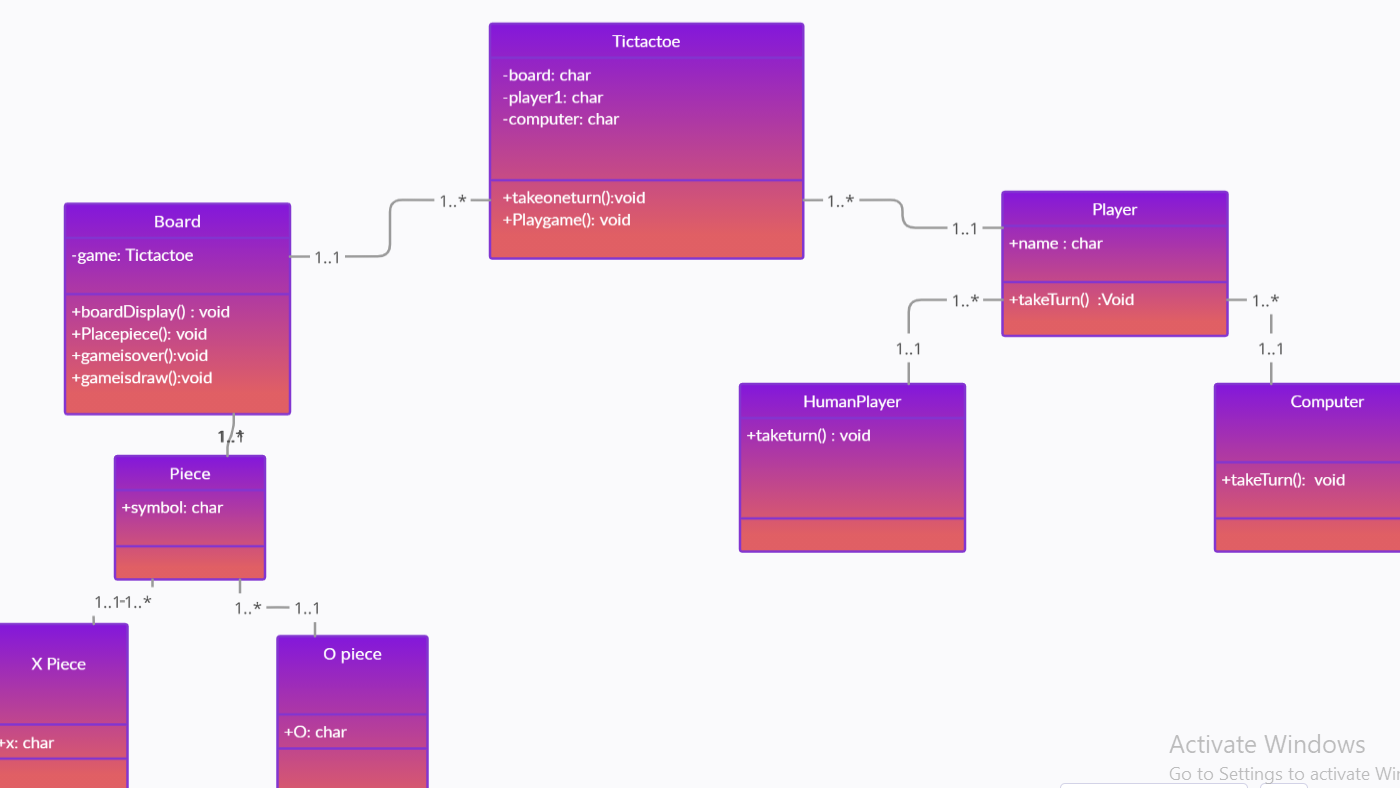 Tictactoe
-board: char
-player1: char
-computer: char
+takeoneturn():void
+Playgame(): void
1..*
1..1
1..*
1..1
Board
-game: Tictactoe
+boardDisplay() : void
+Placepiece(): void
+gameisover():void
+gameisdraw():void
Player
+name : char
+takeTurn()  :Void
1..*
1..1
1..*
1..1
HumanPlayer
+taketurn() : void
Computer
+takeTurn():  void
1..*
Piece
+symbol: char
1..1
1..*
1..*
1..1
X Piece
+x: char
O piece
+O: char
Activate Windows
Go to Settings to activate Wi